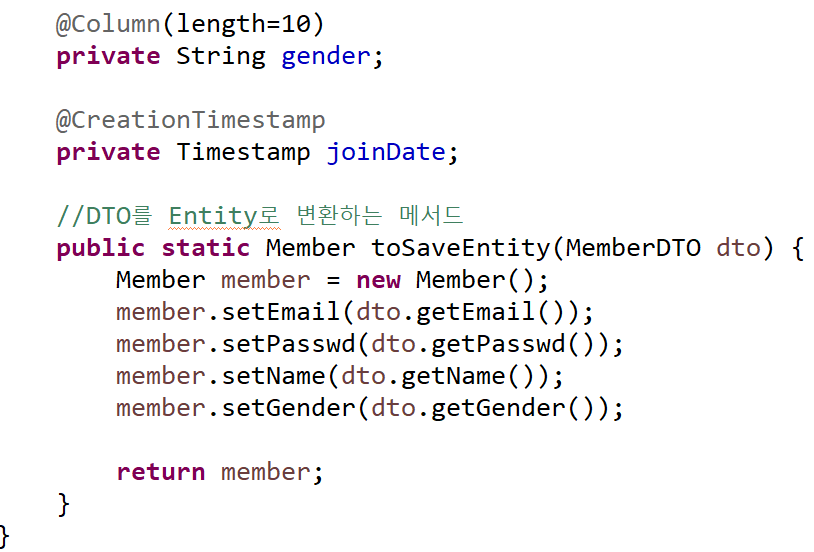 @Column(length=10)
private String gender;
@CreationTimestamp
private Timestamp joinDate;
//DTO를 Entity로 변환하는 메서드
public static Member toSaveEntity(MemberDTO dto) {
Member member = new Member();
member.setEmail(dto.getEmail());
member.setPasswd(dto.getPasswd());
member.setName(dto.getName());
member.setGender(dto.getGender());
return member;
}
}